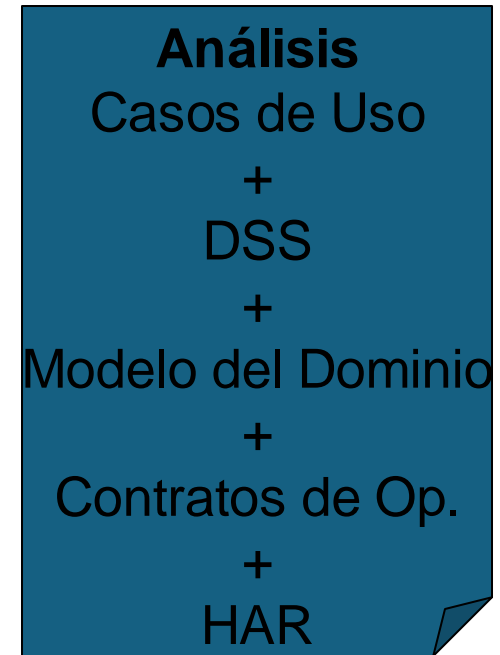 Análisis
Casos de Uso
+
DSS
+
Modelo del Dominio
+
Contratos de Op.
+
HAR